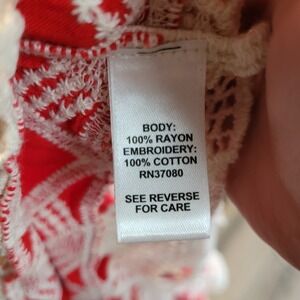 BODY:
100% RAYON
EMBROIDERY:
100% COTTON
RN37080
SEE REVERSE
FOR CARE